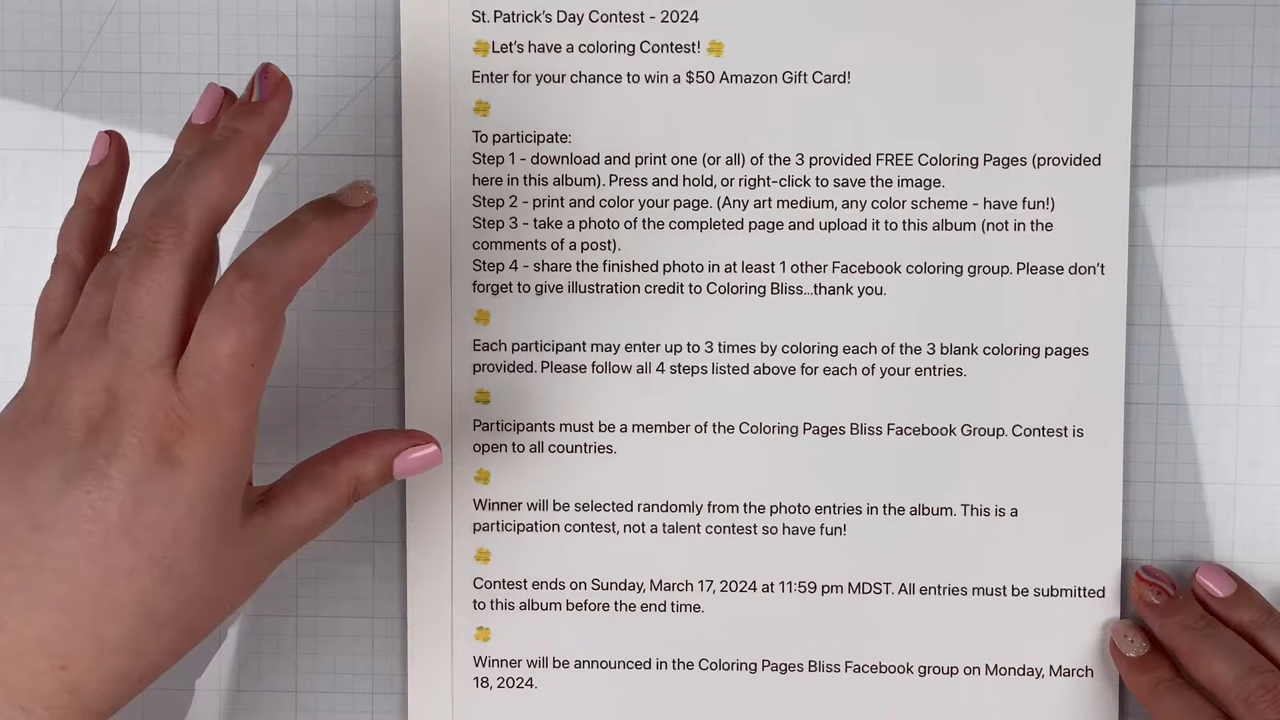 St. Patrick's Day Contest - 2024
Let's have a coloring Contest!
Enter for your chance to win a $50 Amazon Gift Card!
To participate:
Step 1 - download and print one (or all) of the 3 provided FREE Coloring Pages (provided
here in this album). Press and hold, or right-click to save the image.
Step 2 - print and color your page. (Any art medium, any color scheme - have fun!)
Step 3 - take a photo of the completed page and upload it to this album (not in the
comments of a post).
Step 4 - share the finished photo in at least 1 other Facebook coloring group. Please don't
forget to give illustration credit to Coloring Bliss...thank you.
Each participant may enter up to 3 times by coloring each of the 3 blank coloring pages
provided. Please follow all 4 steps listed above for each of your entries.
Participants must be a member of the Coloring Pages Bliss Facebook Group. Contest is
open to all countries.
Winner will be selected randomly from the photo entries in the album. This is a
participation contest, not a talent contest so have fun!
Contest ends on Sunday, March 17, 2024 at 11:59 pm MDST. All entries must be submitted
to this album before the end time.
Winner will be announced in the Coloring Pages Bliss Facebook group on Monday, March
18, 2024.